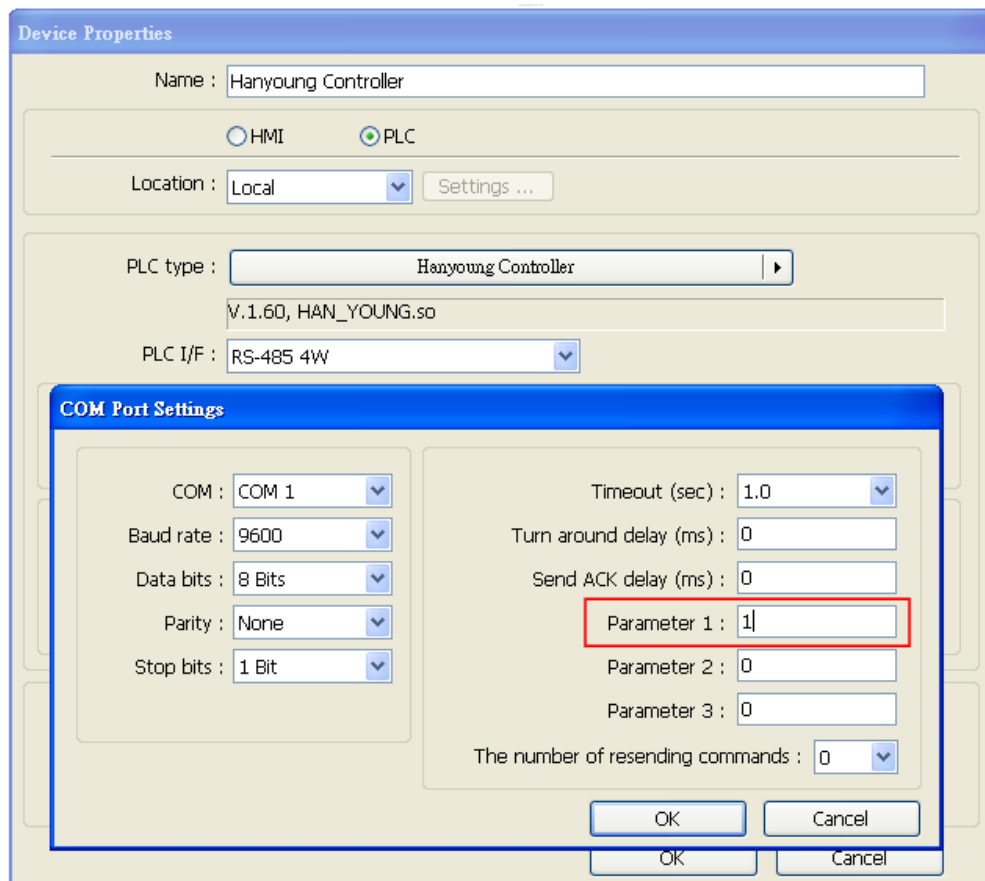 Device Properties
Name : Hanyoung Controller
HMI PLC
Location : Local Settings ...
PLC type : Hanyoung Controller
V.1.60, HAN_YOUNG.so
PLC I/F : RS-485 4W
COM Port Settings
COM : COM 1
Baud rate : 9600
Data bits : 8 Bits
Parity : None
Stop bits : 1 Bit
Timeout (sec) : 1.0
Turn around delay (ms) : 0
Send ACK delay (ms) : 0
Parameter 1 : 1
Parameter 2 : 0
Parameter 3 : 0
The number of resending commands : 0
OK Cancel
OK Cancel